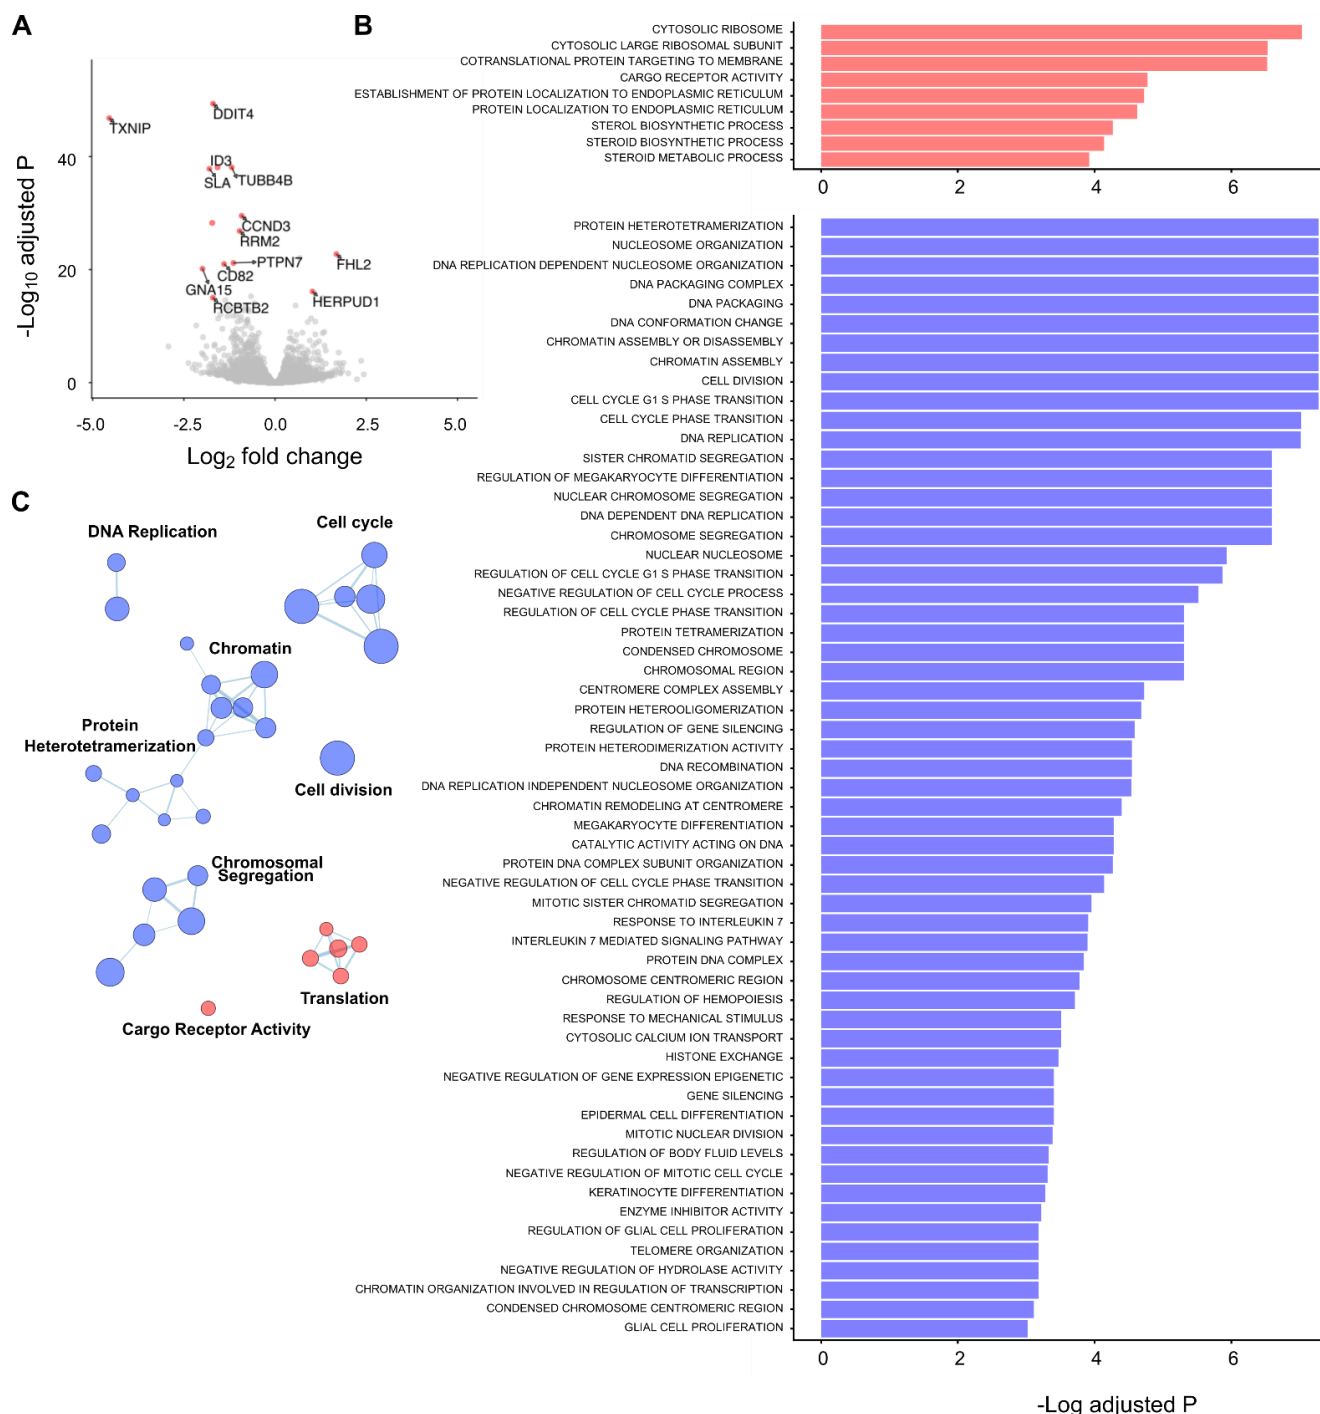 A
-Log10 adjusted P
40
20
0
-5.0
-2.5
0.0
2.5
5.0
Log2 fold change
TXNIP
DDIT4
ID3
SLA
TUBB4B
CCND3
RRM2
PTPN7
CD82
GNA15
RCBTB2
FHL2
HERPUD1
B
CYTOSOLIC RIBOSOME
CYTOSOLIC LARGE RIBOSOMAL SUBUNIT
COTRANSLATIONAL PROTEIN TARGETING TO MEMBRANE
CARGO RECEPTOR ACTIVITY
ESTABLISHMENT OF PROTEIN LOCALIZATION TO ENDOPLASMIC RETICULUM
PROTEIN LOCALIZATION TO ENDOPLASMIC RETICULUM
STEROL BIOSYNTHETIC PROCESS
STEROID BIOSYNTHETIC PROCESS
STEROID METABOLIC PROCESS
0
2
4
6
PROTEIN HETEROTETRAMERIZATION
NUCLEOSOME ORGANIZATION
DNA REPLICATION DEPENDENT NUCLEOSOME ORGANIZATION
DNA PACKAGING COMPLEX
DNA PACKAGING
DNA CONFORMATION CHANGE
CHROMATIN ASSEMBLY OR DISASSEMBLY
CHROMATIN ASSEMBLY
CELL DIVISION
CELL CYCLE G1 S PHASE TRANSITION
CELL CYCLE PHASE TRANSITION
DNA REPLICATION
SISTER CHROMATID SEGREGATION
REGULATION OF MEGAKARYOCYTE DIFFERENTIATION
NUCLEAR CHROMOSOME SEGREGATION
DNA DEPENDENT DNA REPLICATION
CHROMOSOME SEGREGATION
NUCLEAR NUCLEOSOME
REGULATION OF CELL CYCLE G1 S PHASE TRANSITION
NEGATIVE REGULATION OF CELL CYCLE PROCESS
REGULATION OF CELL CYCLE PHASE TRANSITION
PROTEIN TETRAMERIZATION
CONDENSED CHROMOSOME
CHROMOSOMAL REGION
CENTROMERE COMPLEX ASSEMBLY
PROTEIN HETEROOLIGOMERIZATION
REGULATION OF GENE SILENCING
PROTEIN HETERODIMERIZATION ACTIVITY
DNA RECOMBINATION
DNA REPLICATION INDEPENDENT NUCLEOSOME ORGANIZATION
CHROMATIN REMODELING AT CENTROMERE
MEGAKARYOCYTE DIFFERENTIATION
CATALYTIC ACTIVITY ACTING ON DNA
PROTEIN DNA COMPLEX SUBUNIT ORGANIZATION
NEGATIVE REGULATION OF CELL CYCLE PHASE TRANSITION
MITOTIC SISTER CHROMATID SEGREGATION
RESPONSE TO INTERLEUKIN 7
INTERLEUKIN 7 MEDIATED SIGNALING PATHWAY
PROTEIN DNA COMPLEX
CHROMOSOME CENTROMERIC REGION
REGULATION OF HEMOPOIESIS
RESPONSE TO MECHANICAL STIMULUS
CYTOSOLIC CALCIUM ION TRANSPORT
HISTONE EXCHANGE
NEGATIVE REGULATION OF GENE EXPRESSION EPIGENETIC
GENE SILENCING
EPIDERMAL CELL DIFFERENTIATION
MITOTIC NUCLEAR DIVISION
REGULATION OF BODY FLUID LEVELS
NEGATIVE REGULATION OF MITOTIC CELL CYCLE
KERATINOCYTE DIFFERENTIATION
ENZYME INHIBITOR ACTIVITY
REGULATION OF GLIAL CELL PROLIFERATION
TELOMERE ORGANIZATION
NEGATIVE REGULATION OF HYDROLASE ACTIVITY
CHROMATIN ORGANIZATION INVOLVED IN REGULATION OF TRANSCRIPTION
CONDENSED CHROMOSOME CENTROMERIC REGION
GLIAL CELL PROLIFERATION
0
2
4
6
-Log adjusted P
C
DNA Replication
Cell cycle
Chromatin
Protein
Heterotetramerization
Cell division
Chromosomal
Segregation
Translation
Cargo Receptor Activity